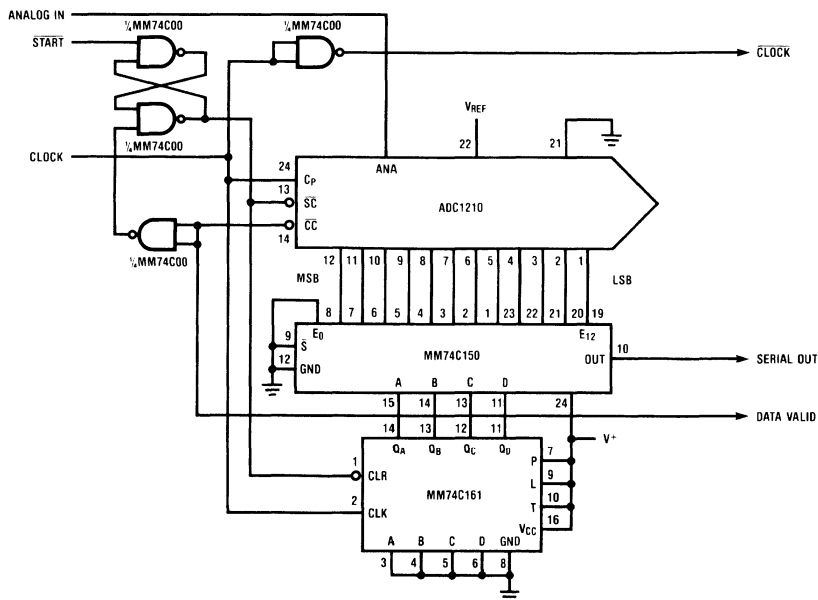 ANALOG IN
¼MM74C00
¼MM74C00
START
CLOCK
¼MM74C00
VREF
22
21
CLOCK
24
ANA
CP
13
SC
ADC1210
CC
14
¼MM74C00
MSB
12 11 10 9 8 7 6 5 4 3 2 1
LSB
8 7 6 5 4 3 2 1 23 22 21 20 19
E0
E12
9
S
12
GND
MM74C150
OUT
10
SERIAL OUT
A B C D
15 14 13 11 24
DATA VALID
14 13 12 11
V+
QA QB QC QD
1
CLR
P
7
L
9
MM74C161
2
CLK
T
10
VCC
16
A B C D GND
3 4 5 6 8